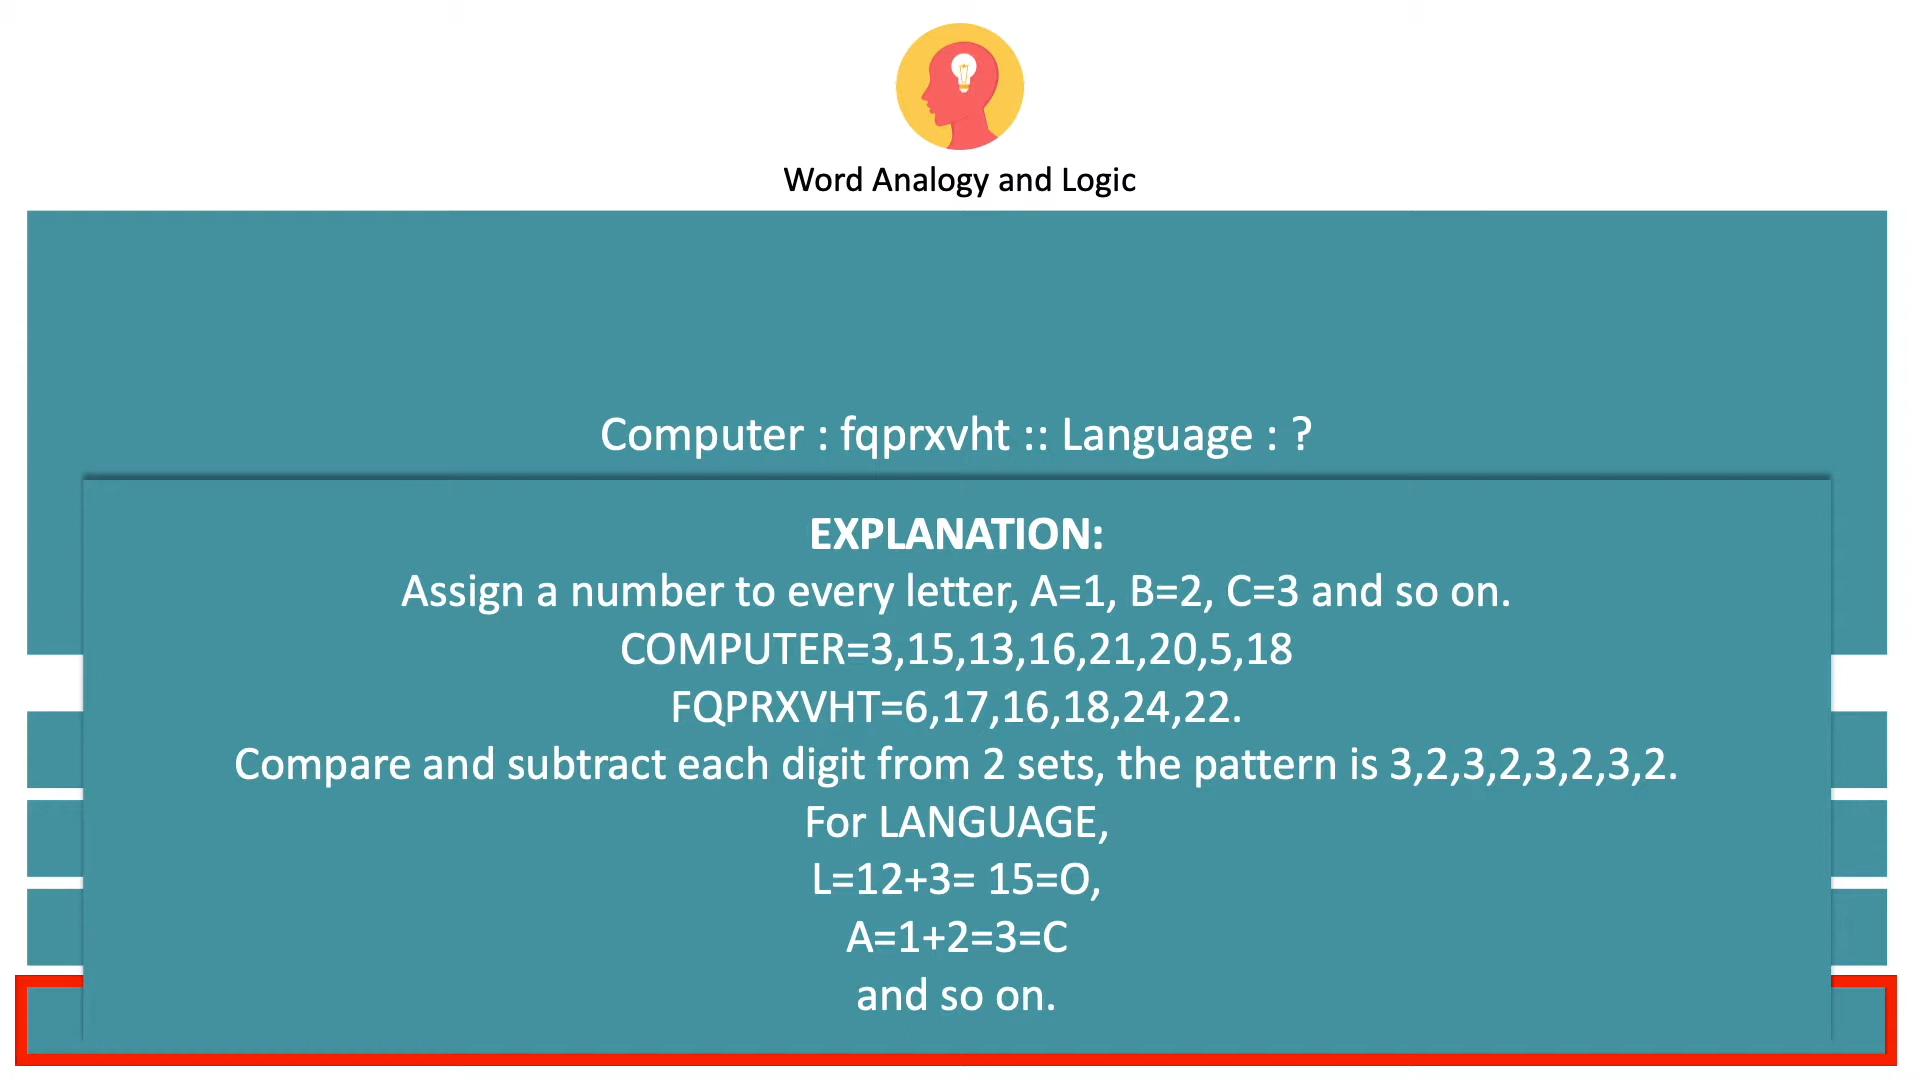 Word Analogy and Logic
Computer : fqprxvht :: Language : ?
EXPLANATION:
Assign a number to every letter, A=1, B=2, C=3 and so on.
COMPUTER=3,15,13,16,21,20,5,18
FQPRXVHT=6,17,16,18,24,22.
Compare and subtract each digit from 2 sets, the pattern is 3,2,3,2,3,2,3,2.
For LANGUAGE,
L=12+3= 15=O,
A=1+2=3=C
and so on.